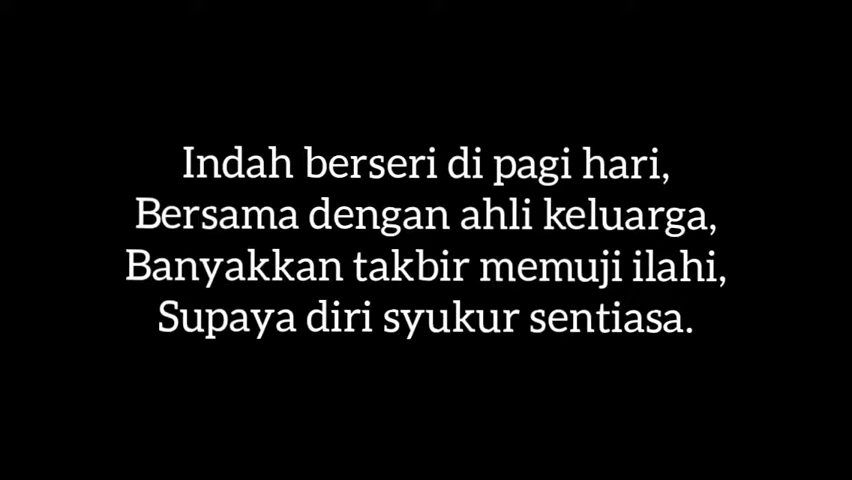 Indah berseri di pagi hari,
Bersama dengan ahli keluarga,
Banyakkan takbir memuji ilahi,
Supaya diri syukur sentiasa.